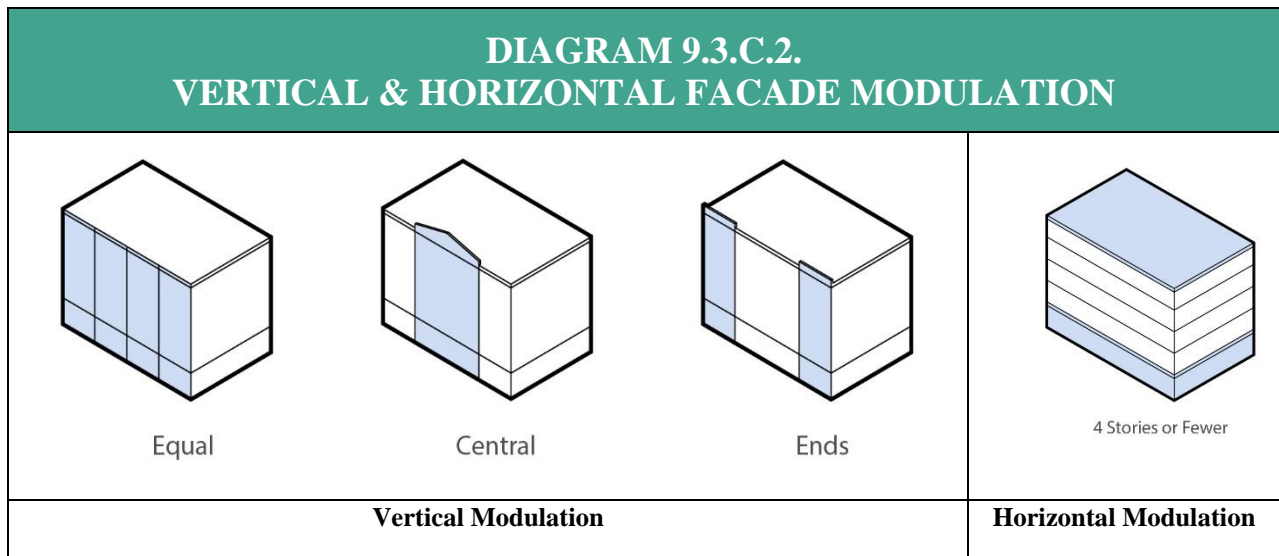 DIAGRAM 9.3.C.2.
VERTICAL & HORIZONTAL FACADE MODULATION
Equal
Central
Ends
4 Stories or Fewer
Vertical Modulation
Horizontal Modulation